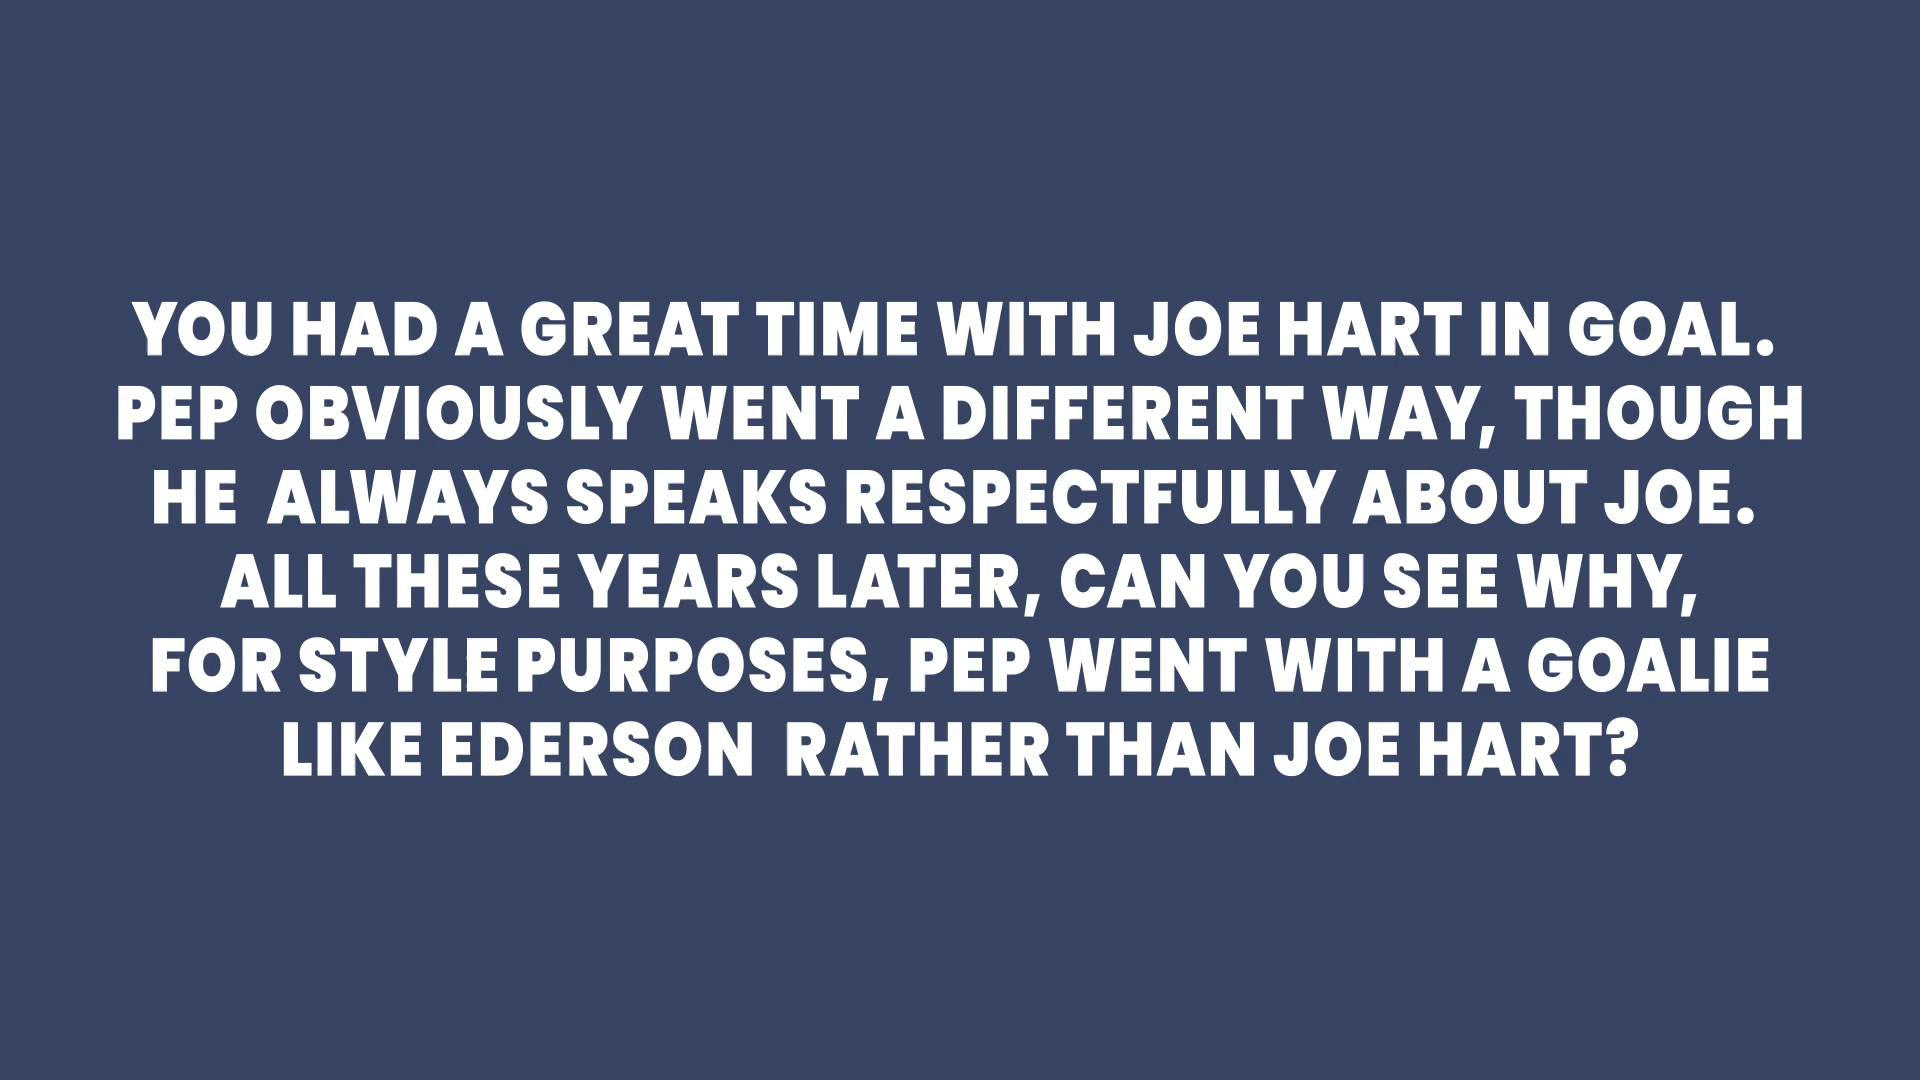 YOU HAD A GREAT TIME WITH JOE HART IN GOAL.
PEP OBVIOUSLY WENT A DIFFERENT WAY, THOUGH
HE  ALWAYS SPEAKS RESPECTFULLY ABOUT JOE.
ALL THESE YEARS LATER, CAN YOU SEE WHY,
FOR STYLE PURPOSES, PEP WENT WITH A GOALIE
LIKE EDERSON  RATHER THAN JOE HART?